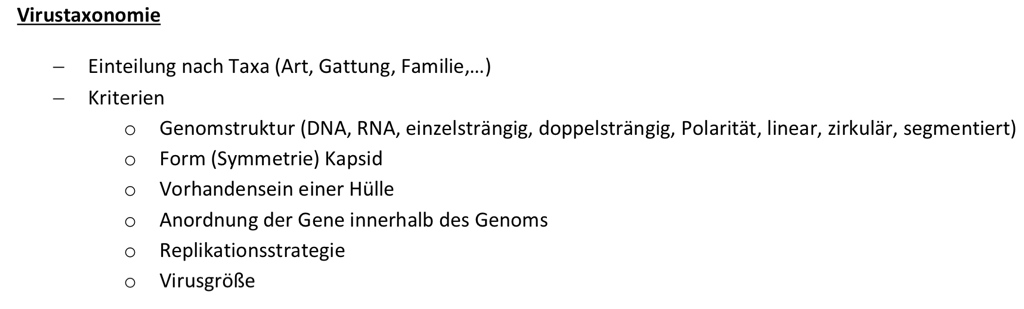 Virustaxonomie
– Einteilung nach Taxa (Art, Gattung, Familie,...)
– Kriterien
o Genomstruktur (DNA, RNA, einzelsträngig, doppelsträngig, Polarität, linear, zirkulär, segmentiert)
o Form (Symmetrie) Kapsid
o Vorhandensein einer Hülle
o Anordnung der Gene innerhalb des Genoms
o Replikationsstrategie
o Virusgröße